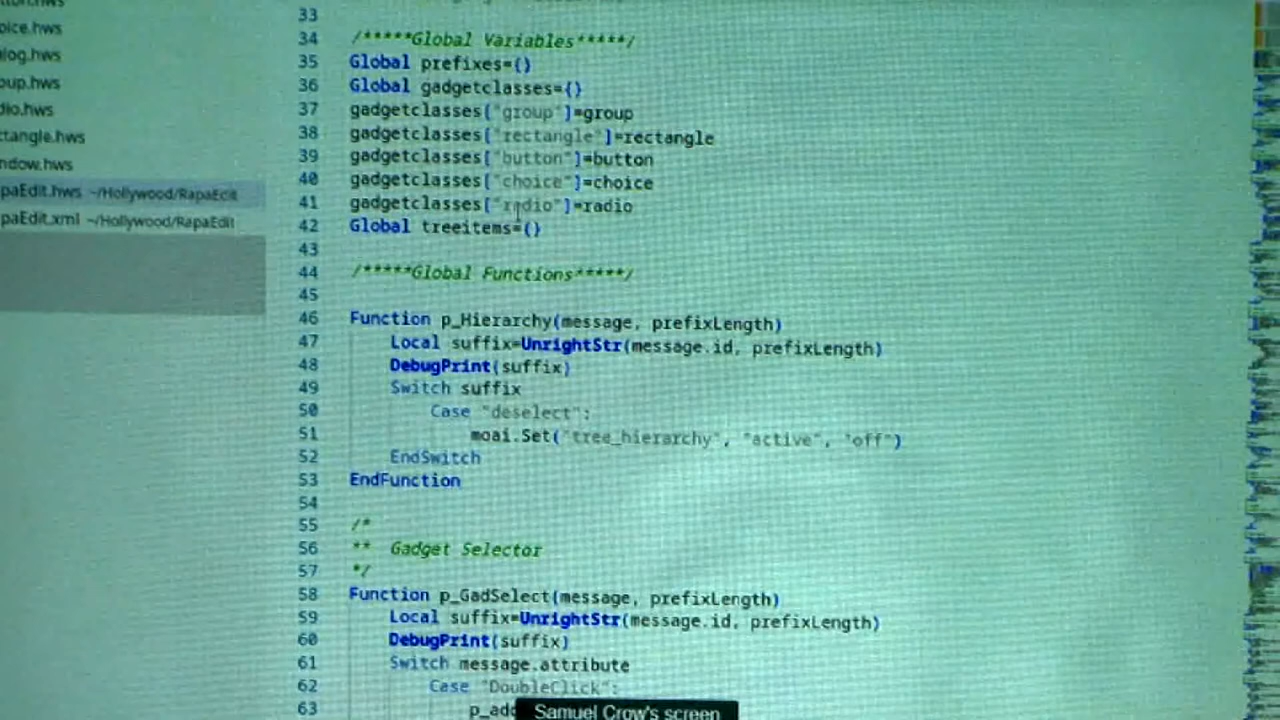 oice.hws
log.hws
oup.hws
dio.hws
ctangle.hws
ndow.hws
paEdit.hws ~/Hollywood/RapaEdit
paEdit.xml ~/Hollywood/RapaEdit
33
34 /*****Global Variables*****/
35 Global prefixes={}
36 Global gadgetclasses={}
37 gadgetclasses["group"]=group
38 gadgetclasses["rectangle"]=rectangle
39 gadgetclasses["button"]=button
40 gadgetclasses["choice"]=choice
41 gadgetclasses["radio"]=radio
42 Global treeitems={}
43
44 /*****Global Functions*****/
45
46 Function p_Hierarchy(message, prefixLength)
47 Local suffix=UnrightStr(message.id, prefixLength)
48 DebugPrint(suffix)
49 Switch suffix
50 Case "deselect":
51 moai.Set("tree_hierarchy", "active", "off")
52 EndSwitch
53 EndFunction
54
55 /*
56 ** Gadget Selector
57 */
58 Function p_GadSelect(message, prefixLength)
59 Local suffix=UnrightStr(message.id, prefixLength)
60 DebugPrint(suffix)
61 Switch message.attribute
62 Case "DoubleClick":
63 p_add
Samuel Crow's screen